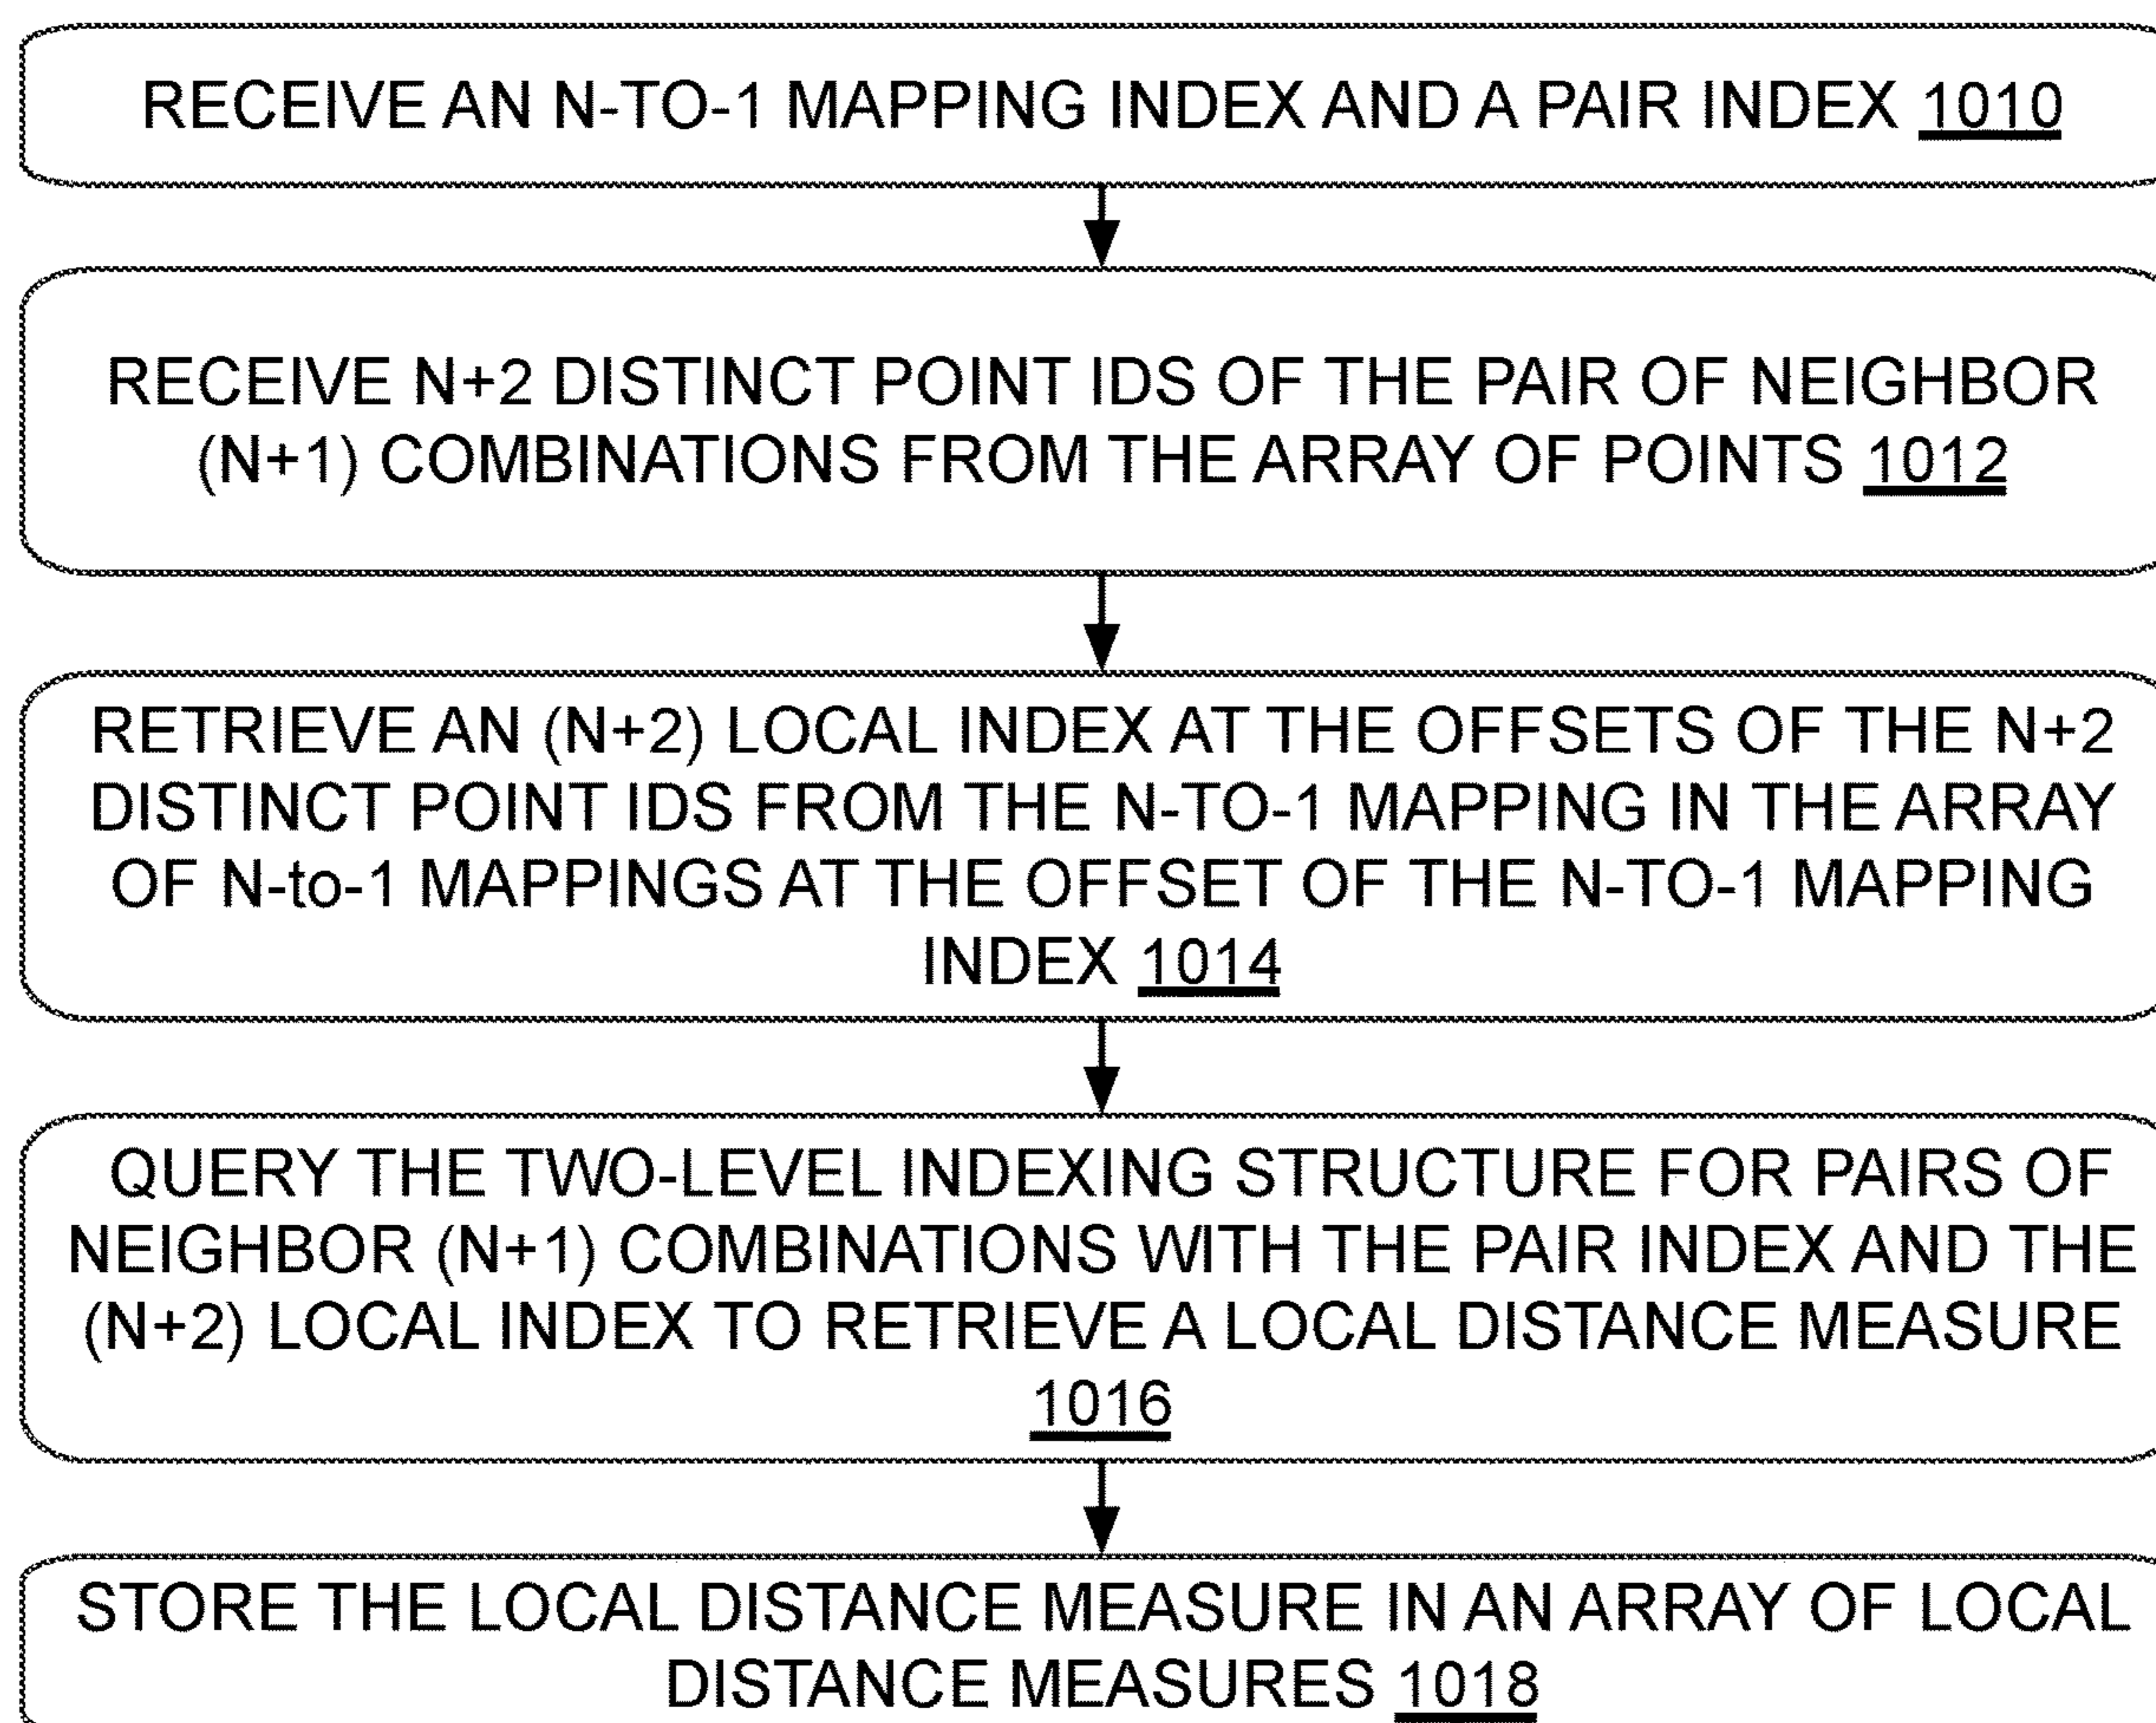 RECEIVE AN N-TO-1 MAPPING INDEX AND A PAIR INDEX 1010
RECEIVE N+2 DISTINCT POINT IDS OF THE PAIR OF NEIGHBOR
(N+1) COMBINATIONS FROM THE ARRAY OF POINTS 1012
RETRIEVE AN (N+2) LOCAL INDEX AT THE OFFSETS OF THE N+2
DISTINCT POINT IDS FROM THE N-TO-1 MAPPING IN THE ARRAY
OF N-to-1 MAPPINGS AT THE OFFSET OF THE N-TO-1 MAPPING
INDEX 1014
QUERY THE TWO-LEVEL INDEXING STRUCTURE FOR PAIRS OF
NEIGHBOR (N+1) COMBINATIONS WITH THE PAIR INDEX AND THE
(N+2) LOCAL INDEX TO RETRIEVE A LOCAL DISTANCE MEASURE
1016
STORE THE LOCAL DISTANCE MEASURE IN AN ARRAY OF LOCAL
DISTANCE MEASURES 1018